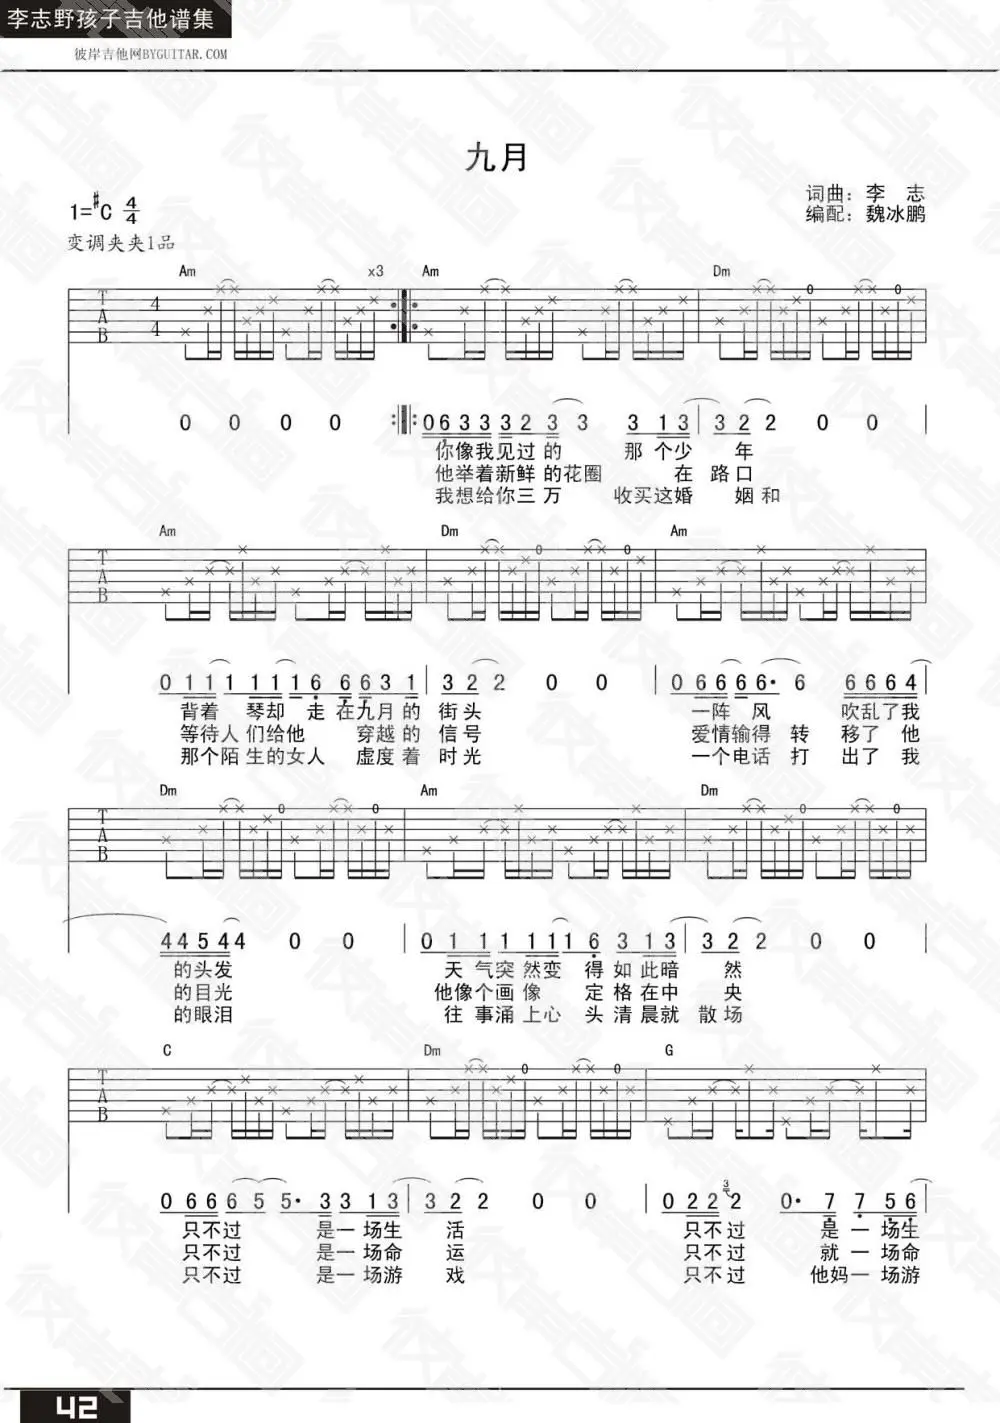 李志野孩子吉他谱集
彼岸吉他网BYGUITAR.COM
九月
词曲：李　志
编配：魏冰鹏
1=#C 4/4
变调夹夹1品
Am x3 Am Dm
T A B 4 4
0 0 0 0 0 6 3 3 3 2 3 3 3 1 3 3 2 2 0 0
你像我见过的 那个少 年
他举着新鲜的花圈 在 路口
我想给你三万 收买这婚 姻和
Am Dm Am
T A B
0 1 1 1 1 1 1 6 6 6 3 1 3 2 2 0 0 0 6 6 6 6 6· 6 6 6 6 4
背着 琴却 走 在九月的 街头 一阵 风 吹乱了我
等待人 们给他 穿越的 信号 爱情输得 转 移了 他
那个陌生的女人 虚度着 时光 一个电话 打 出了 我
Dm Am Dm
T A B
4 4 5 4 4 0 0 0 1 1 1 1 1 1 1 6 3 1 3 3 2 2 0 0
的头发 天 气突 然变 得 如此暗 然
的目光 他像个画像 定 格在中 央
的眼泪 往 事涌 上心 头 清晨就 散场
C Dm G
T A B
0 6 6 6 6 5 5· 3 3 1 3 3 2 2 0 0 0 2 2 2 3 2 0· 7 7 5 6
只不过 是一 场生 活 只不过 是一 场生
只不过 是一 场命 运 只不过 就一 场命
只不过 是一 场游 戏 只不过 他妈一 场游
42